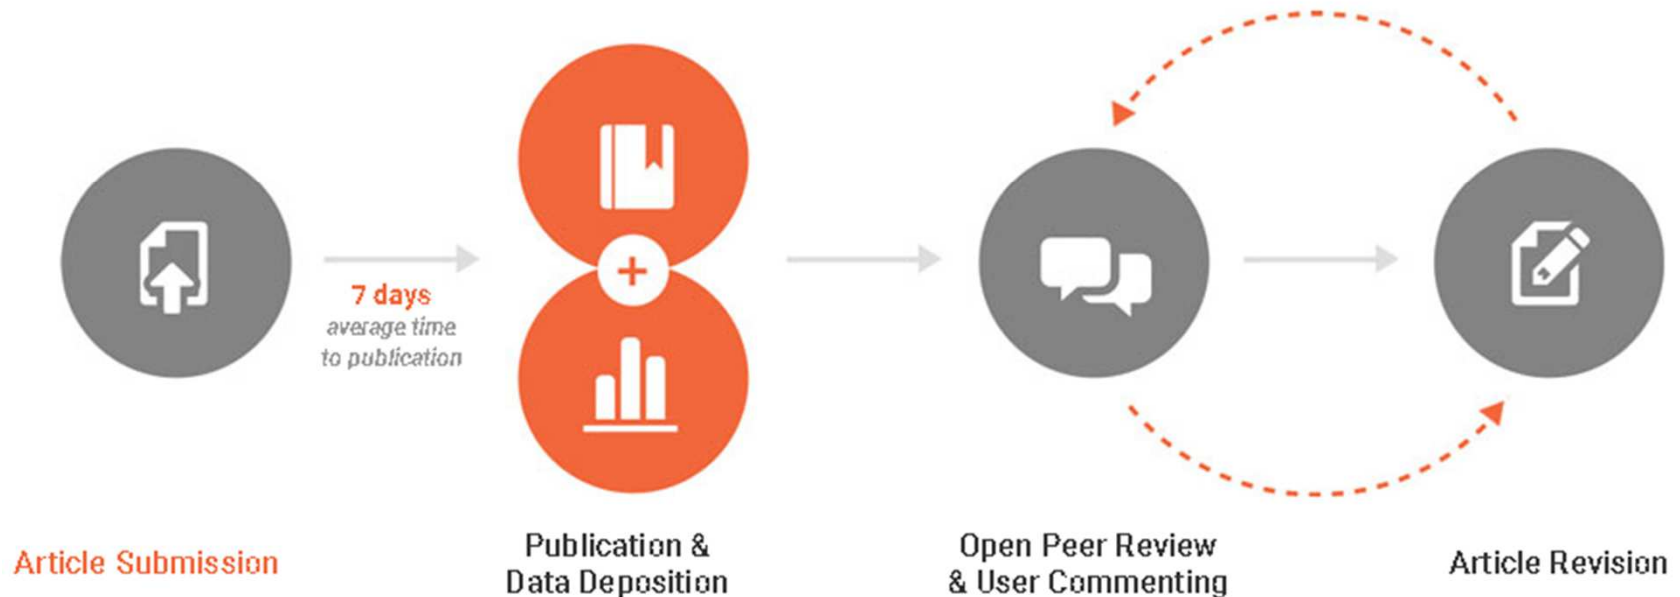 7 days
average time
to publication
Article Submission
Publication &
Data Deposition
Open Peer Review
& User Commenting
Article Revision